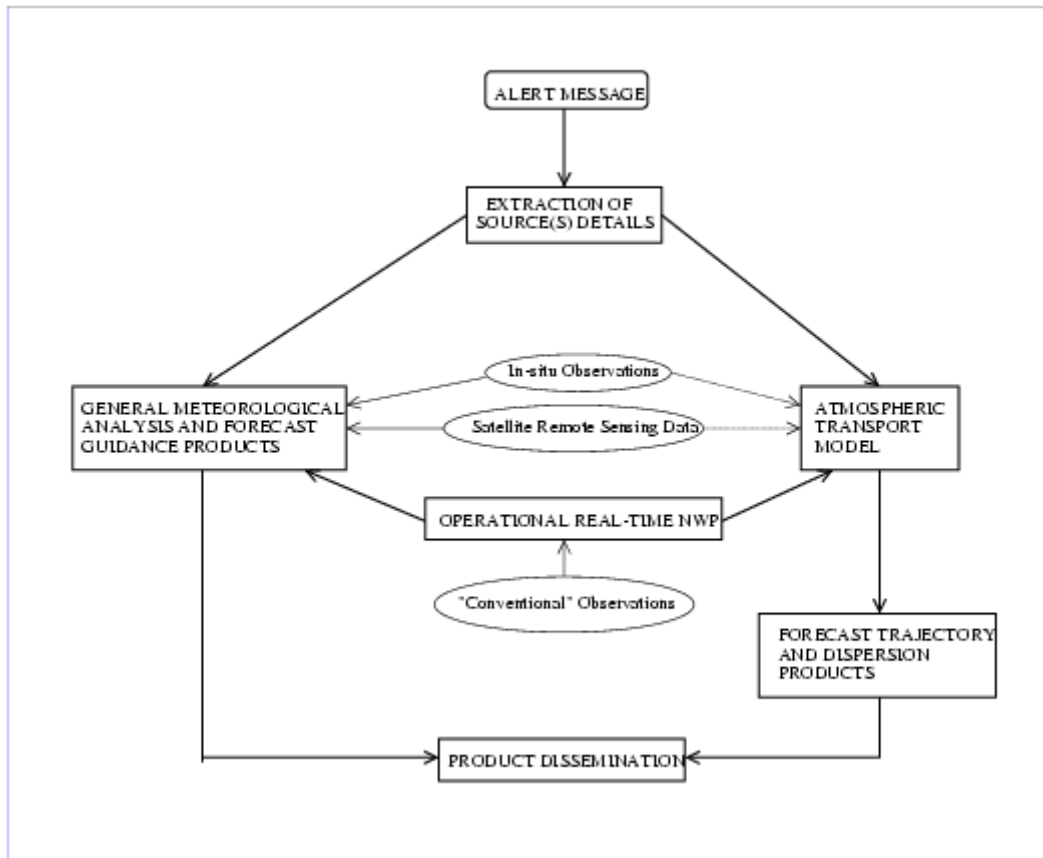 ALERT MESSAGE
EXTRACTION OF
SOURCE(S) DETAILS
In-situ Observations
GENERAL METEOROLOGICAL
ANALYSIS AND FORECAST
GUIDANCE PRODUCTS
Satellite Remote Sensing Data
ATMOSPHERIC
TRANSPORT
MODEL
OPERATIONAL REAL-TIME NWP
"Conventional" Observations
FORECAST TRAJECTORY
AND DISPERSION
PRODUCTS
PRODUCT DISSEMINATION